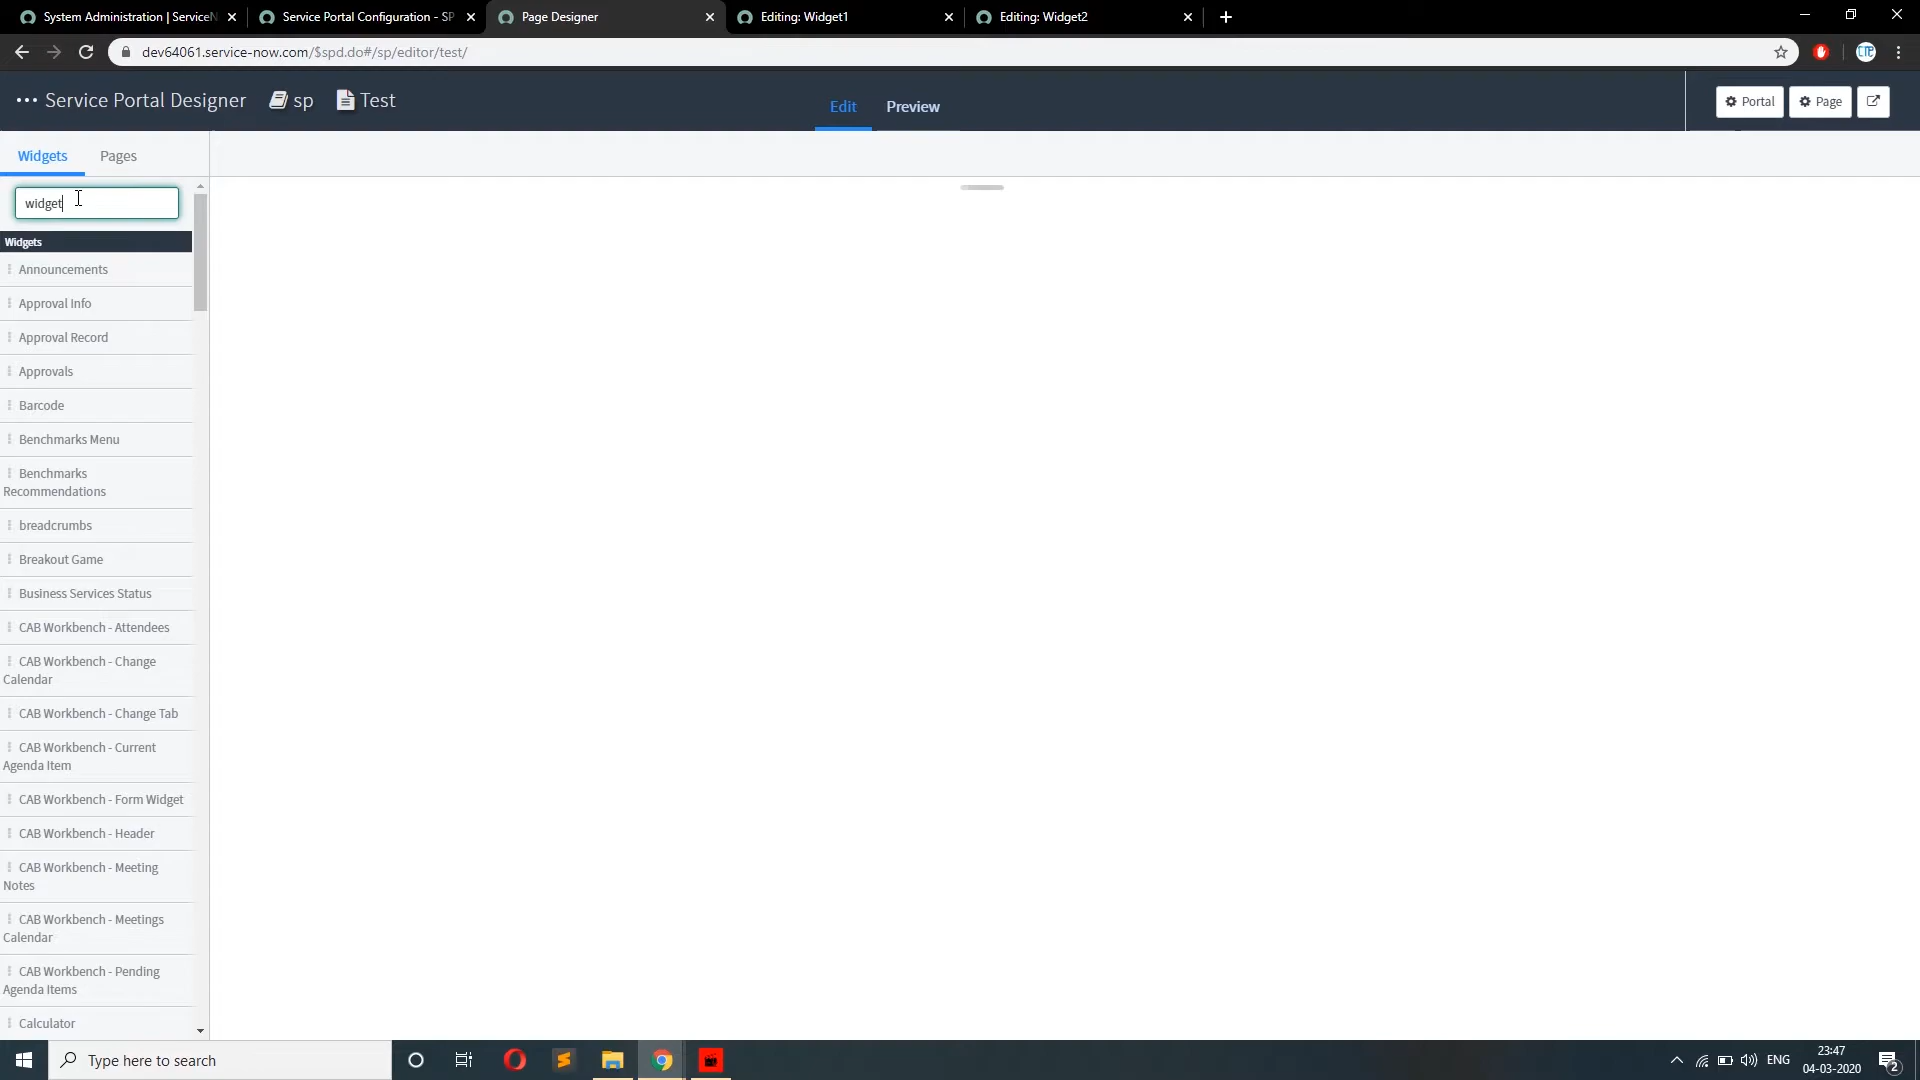 System Administration | ServiceN
Service Portal Configuration - SP
Page Designer
Editing: Widget1
Editing: Widget2
dev64061.service-now.com/$spd.do#/sp/editor/test/
Service Portal Designer
sp
Test
Edit
Preview
Portal
Page
Widgets
Pages
widget
Widgets
Announcements
Approval Info
Approval Record
Approvals
Barcode
Benchmarks Menu
Benchmarks
Recommendations
breadcrumbs
Breakout Game
Business Services Status
CAB Workbench - Attendees
CAB Workbench - Change
Calendar
CAB Workbench - Change Tab
CAB Workbench - Current
Agenda Item
CAB Workbench - Form Widget
CAB Workbench - Header
CAB Workbench - Meeting
Notes
CAB Workbench - Meetings
Calendar
CAB Workbench - Pending
Agenda Items
Calculator
Type here to search
ENG
23:47
04-03-2020
2